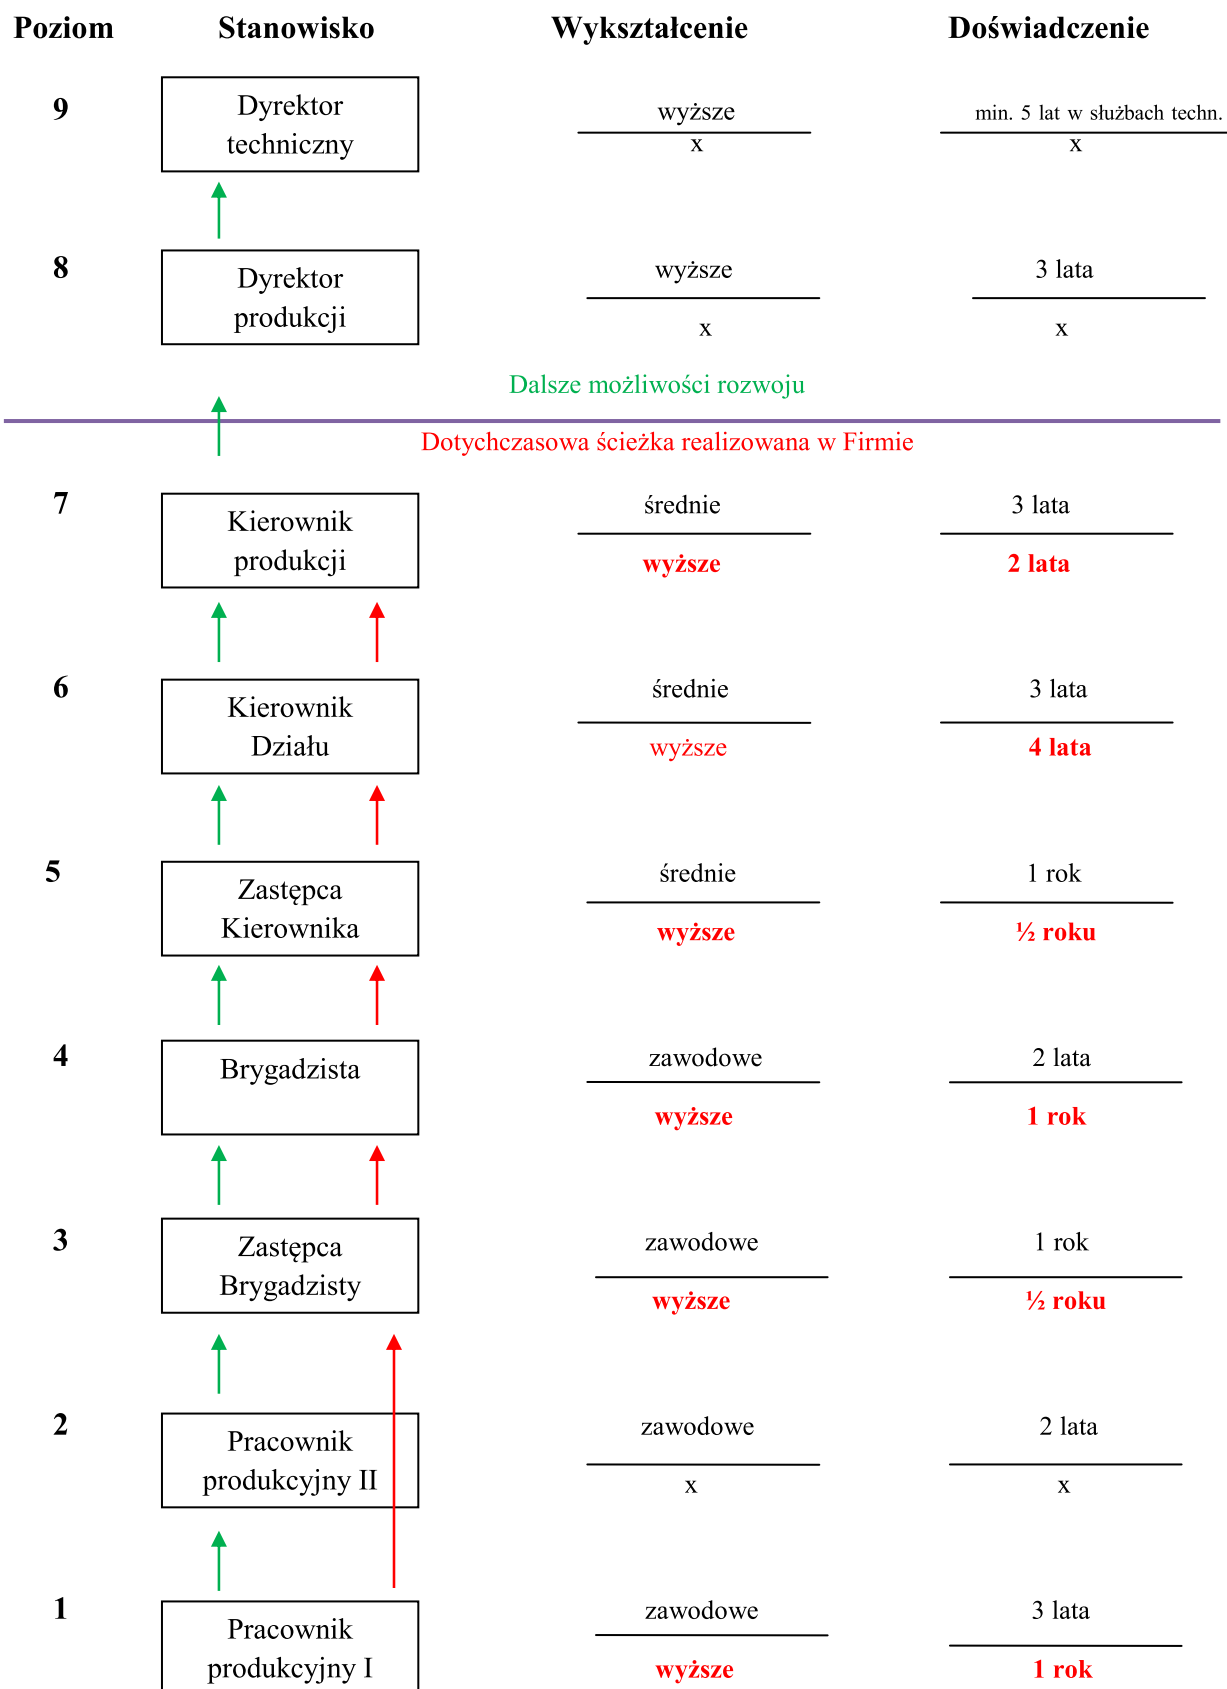 Poziom Stanowisko Wykształcenie Doświadczenie
9
Dyrektor
techniczny
wyższe
x
min. 5 lat w służbach techn.
x
8
Dyrektor
produkcji
wyższe
x
3 lata
x
Dalsze możliwości rozwoju
Dotychczasowa ścieżka realizowana w Firmie
7
Kierownik
produkcji
średnie
wyższe
3 lata
2 lata
6
Kierownik
Działu
średnie
wyższe
3 lata
4 lata
5
Zastępca
Kierownika
średnie
wyższe
1 rok
½ roku
4
Brygadzista
zawodowe
wyższe
2 lata
1 rok
3
Zastępca
Brygadzisty
zawodowe
wyższe
1 rok
½ roku
2
Pracownik
produkcyjny II
zawodowe
x
2 lata
x
1
Pracownik
produkcyjny I
zawodowe
wyższe
3 lata
1 rok